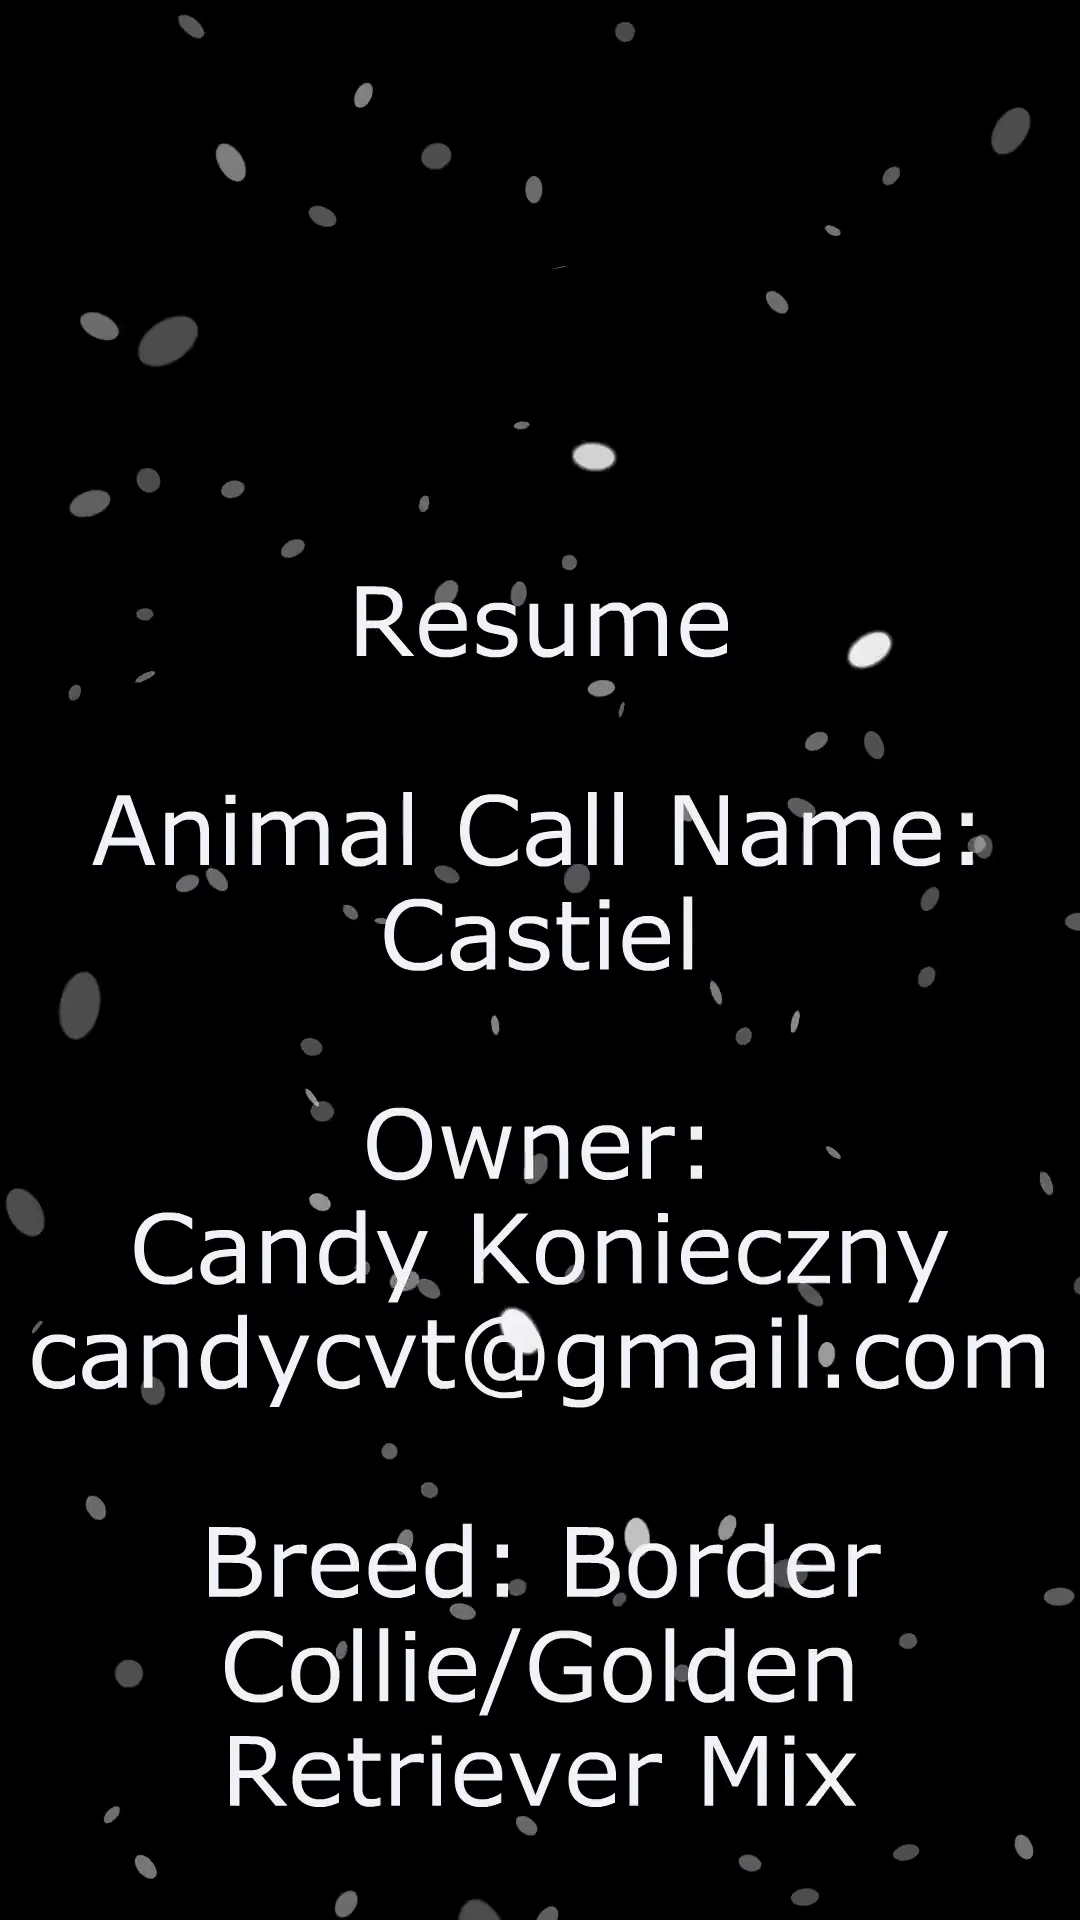 Resume
Animal Call Name:
Castiel
Owner:
Candy Konieczny
candycvt@gmail.com
Breed: Border
Collie/Golden
Retriever Mix